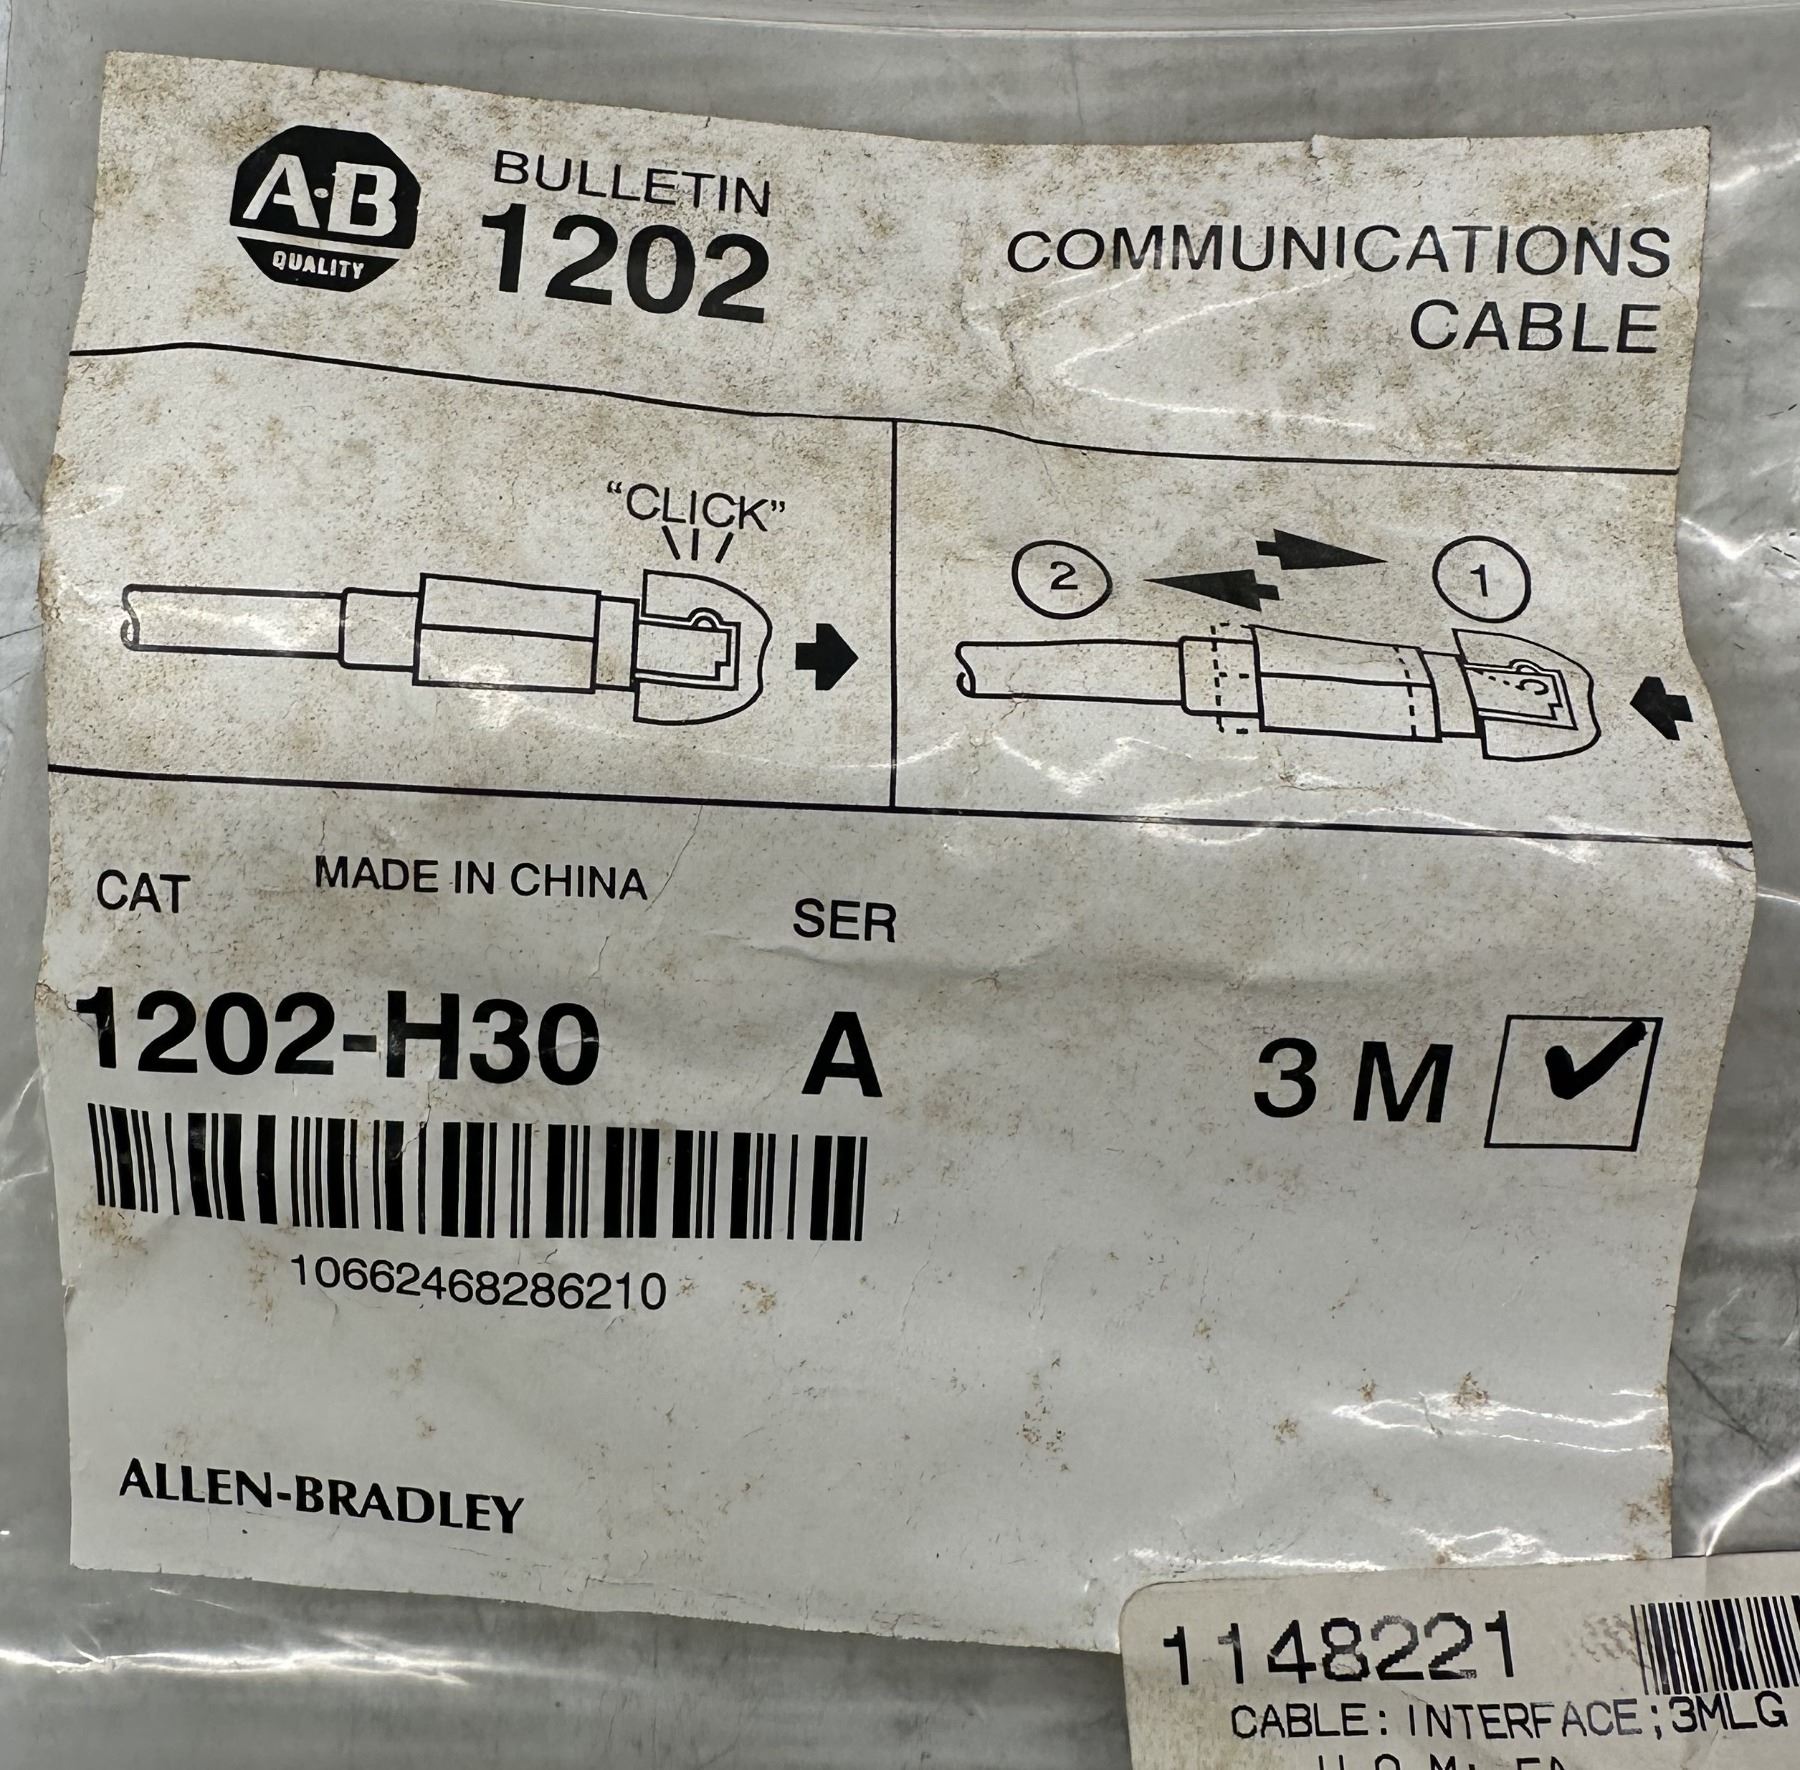 A·B
QUALITY
BULLETIN
1202
COMMUNICATIONS
CABLE
“CLICK”
2
1
CAT
MADE IN CHINA
SER
1202-H30
A
3 M
10662468286210
ALLEN-BRADLEY
1148221
CABLE: INTERFACE;3MLG